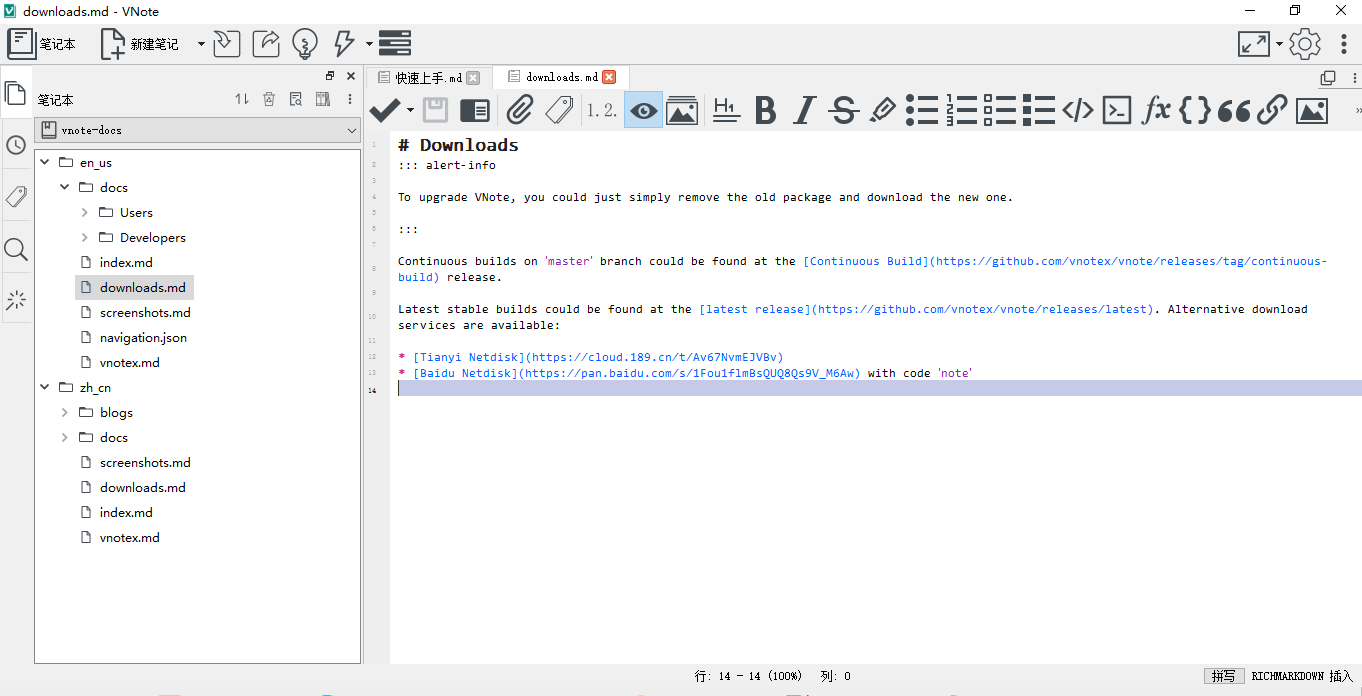 downloads.md - VNote
笔记本
新建笔记
笔记本
vnote-docs
en_us
docs
Users
Developers
index.md
downloads.md
screenshots.md
navigation.json
vnotex.md
zh_cn
blogs
docs
screenshots.md
downloads.md
index.md
vnotex.md
快速上手.md
downloads.md
1.2.
H1
B
I
S
fx
1 # Downloads
2 ::: alert-info
3
4 To upgrade VNote, you could just simply remove the old package and download the new one.
5
6 :::
7
8 Continuous builds on 'master' branch could be found at the [Continuous Build](https://github.com/vnotex/vnote/releases/tag/continuous-
build) release.
9
10 Latest stable builds could be found at the [latest release](https://github.com/vnotex/vnote/releases/latest). Alternative download
services are available:
11
12 * [Tianyi Netdisk](https://cloud.189.cn/t/Av67NvmEJVBv)
13 * [Baidu Netdisk](https://pan.baidu.com/s/1Fou1flmBsQUQ8Qs9V_M6Aw) with code 'note'
14
行: 14 - 14 (100%) 列: 0
拼写 RICHMARKDOWN 插入